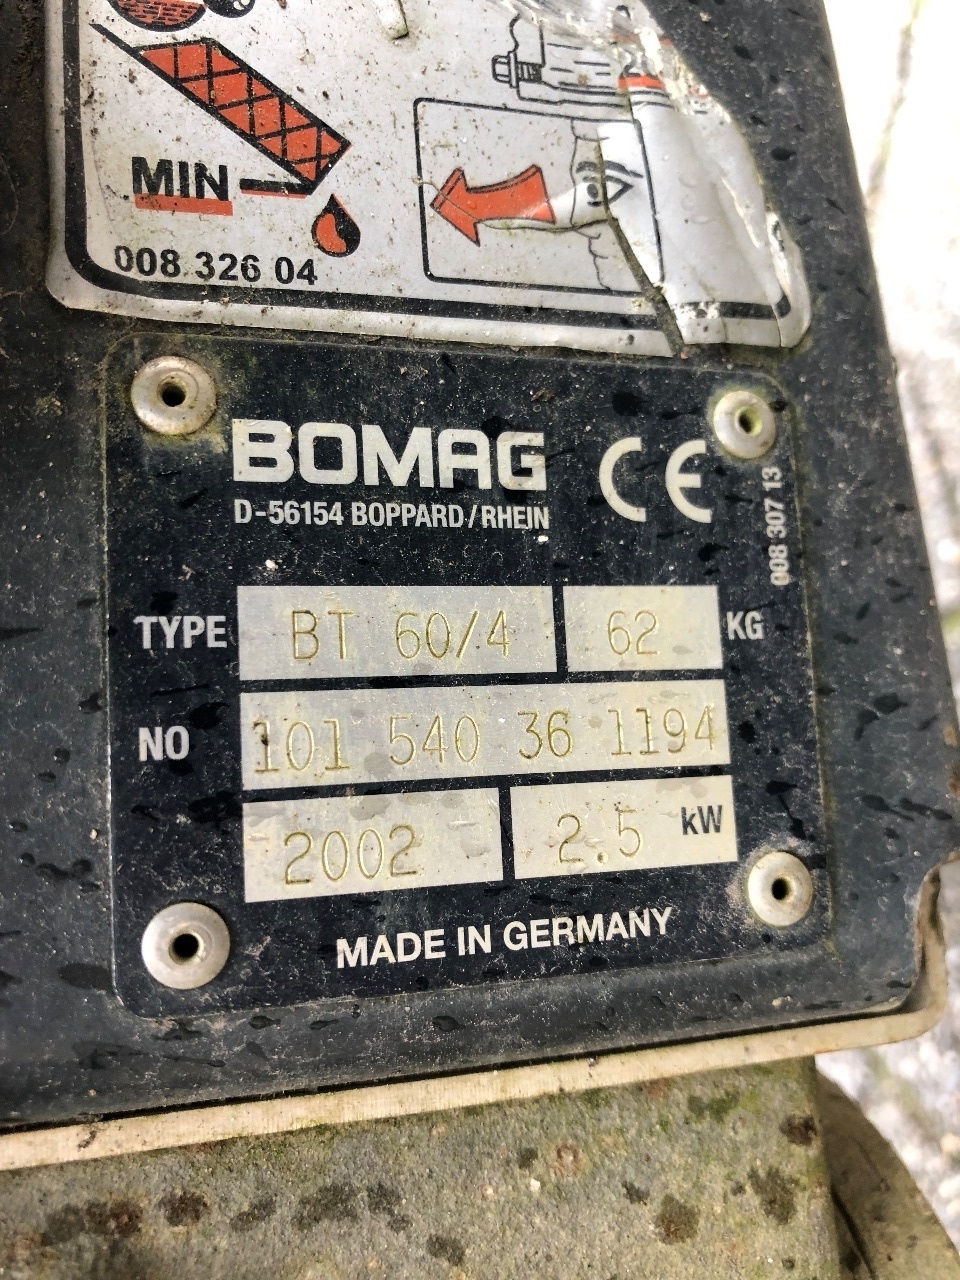 MIN
008 326 04
BOMAG CE
D-56154 BOPPARD/RHEIN
008 307 13
TYPE BT 60/4 62 KG
NO 101 540 36 1194
2002 2.5 kW
MADE IN GERMANY